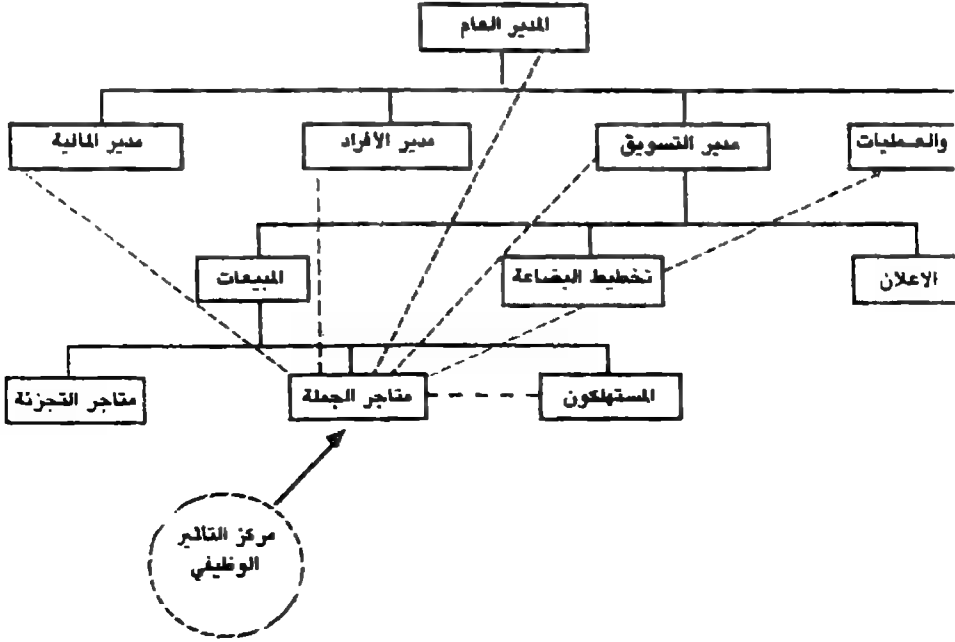 المدير العام
والعمليات
مدير التسويق
مدير الأفراد
مدير المالية
الاعلان
تخطيط البضاعة
المبيعات
المستهلكون
متاجر الجملة
متاجر التجزئة
مركز التأثير
الوظيفي